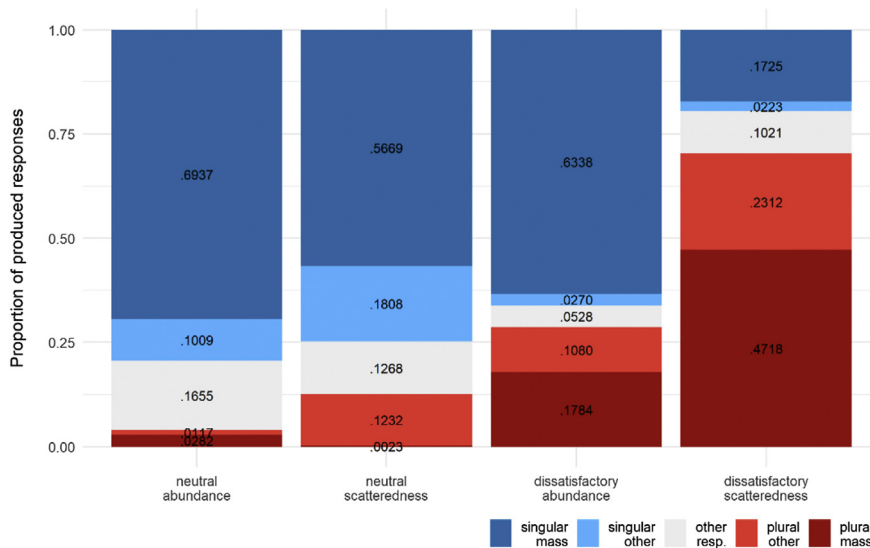 Proportion of produced responses
1.00
0.75
0.50
0.25
0.00
.6937
.1009
.1655
.0117
.0282
.5669
.1808
.1268
.1232
.0023
.6338
.0270
.0528
.1080
.1784
.1725
.0223
.1021
.2312
.4718
neutral
abundance
neutral
scatteredness
dissatisfactory
abundance
dissatisfactory
scatteredness
singular
mass
singular
other
other
resp.
plural
other
plural
mass